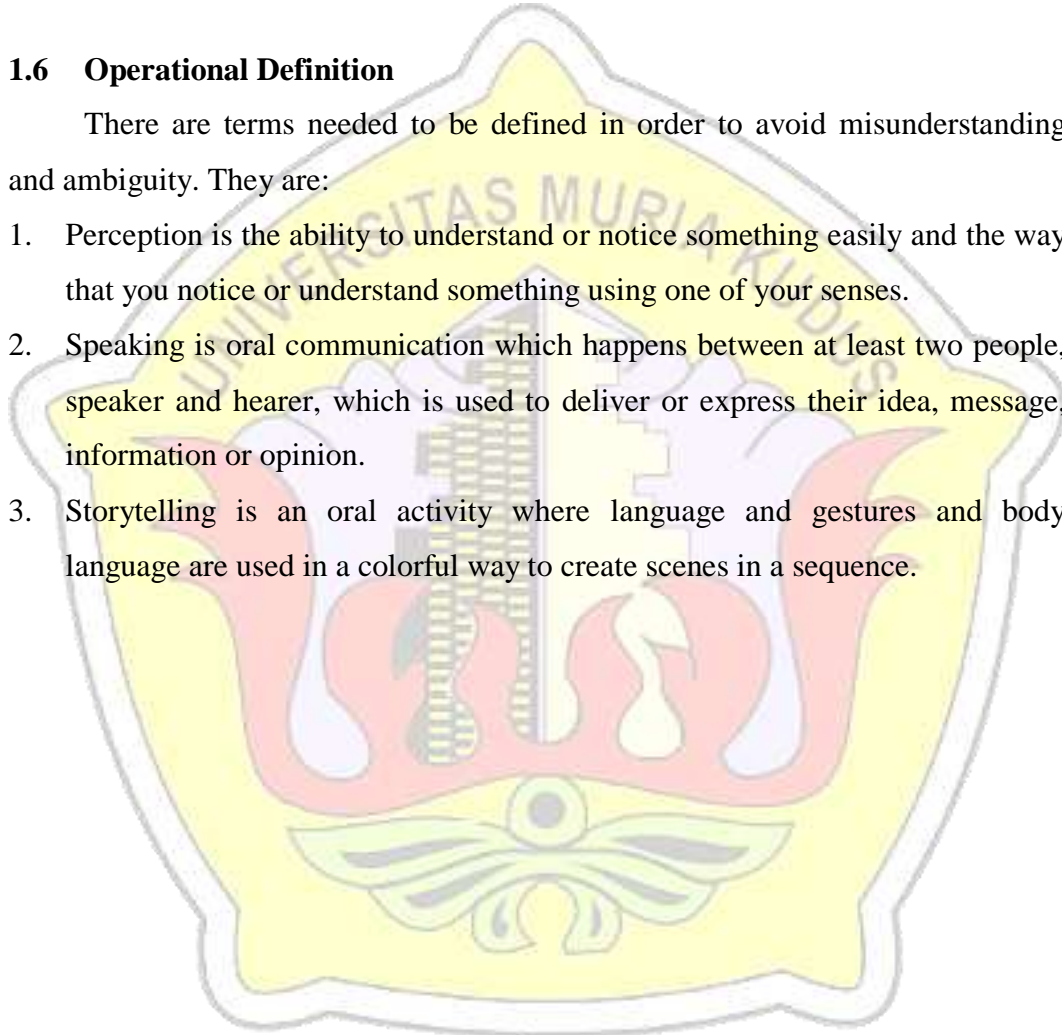 1.6 Operational Definition
There are terms needed to be defined in order to avoid misunderstanding
and ambiguity. They are:
1. Perception is the ability to understand or notice something easily and the way
that you notice or understand something using one of your senses.
2. Speaking is oral communication which happens between at least two people,
speaker and hearer, which is used to deliver or express their idea, message,
information or opinion.
3. Storytelling is an oral activity where language and gestures and body
language are used in a colorful way to create scenes in a sequence.
UNIVERSITAS MURIA KUDUS